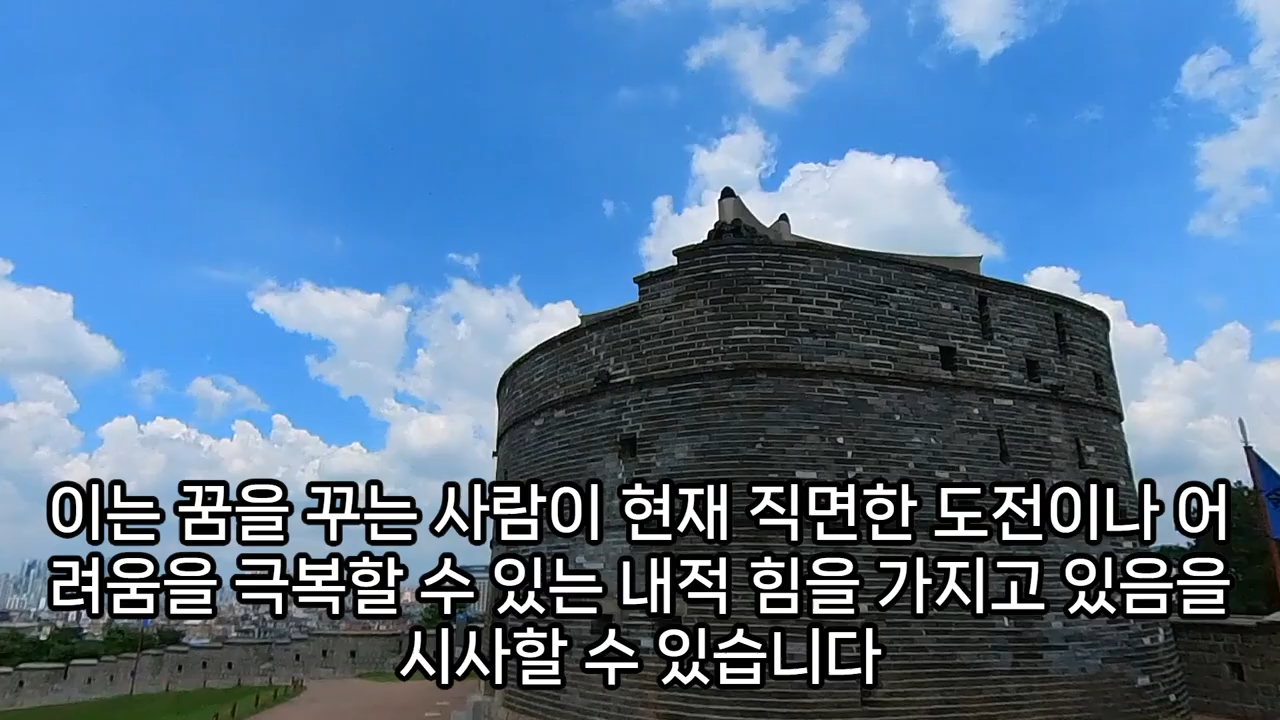 이는 꿈을 꾸는 사람이 현재 직면한 도전이나 어
려움을 극복할 수 있는 내적 힘을 가지고 있음을
시사할 수 있습니다